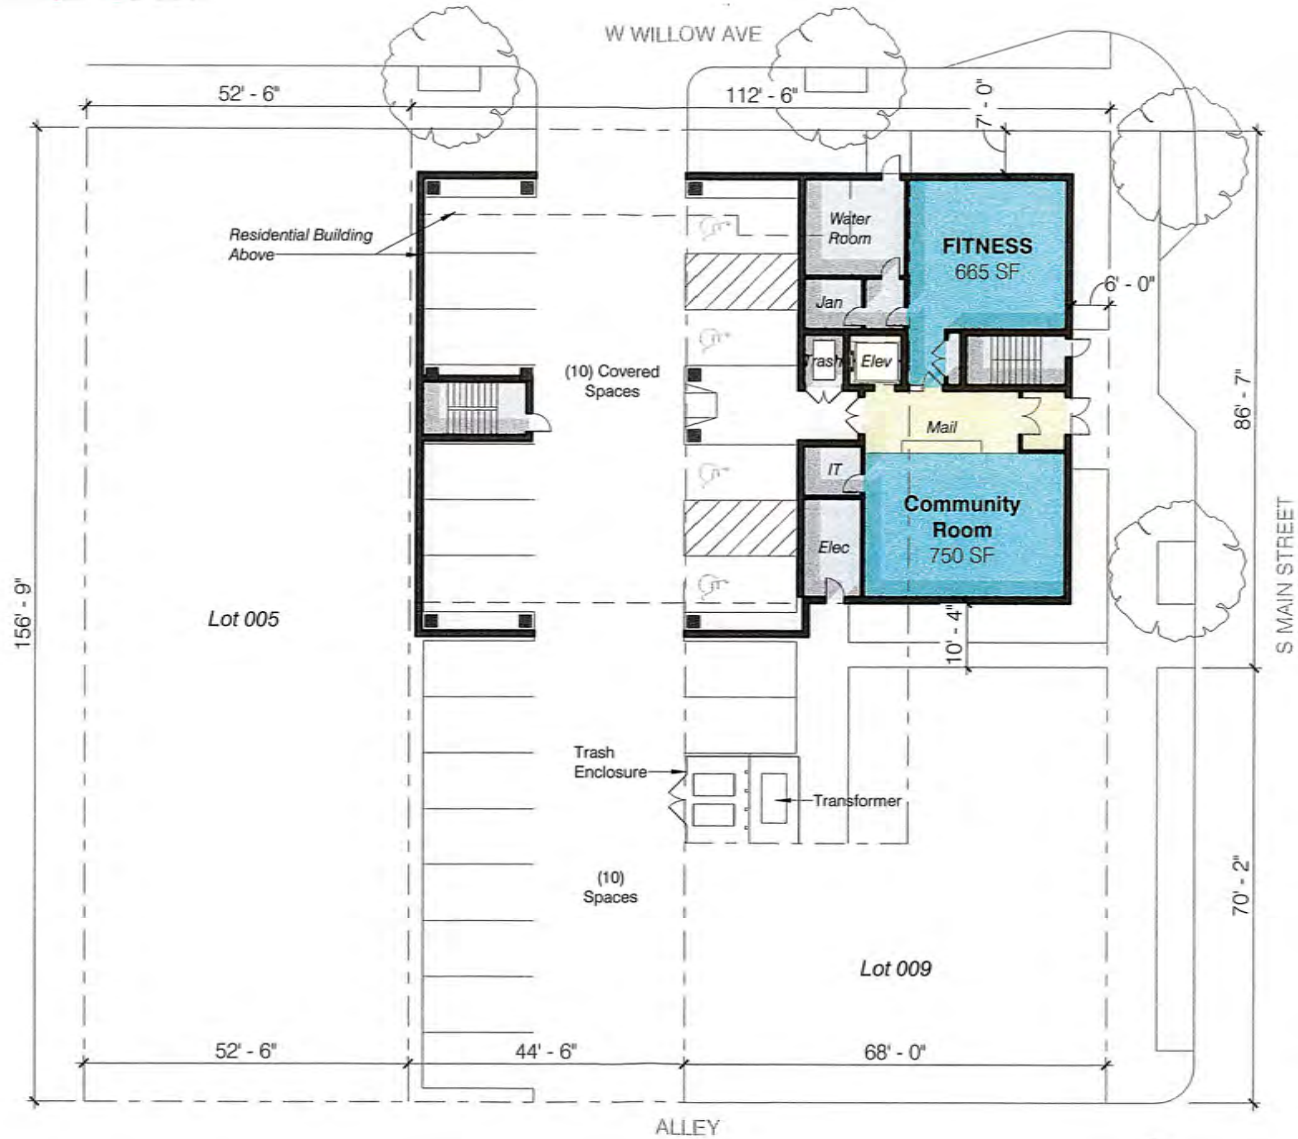 W WILLOW AVE
52' - 6"
112' - 6"
7' - 0"
Residential Building
Above
Water
Room
FITNESS
665 SF
6' - 0"
Jan
Trash
Elev
(10) Covered
Spaces
86' - 7"
Mail
IT
Community
Room
750 SF
Elec
S MAIN STREET
156' - 9"
Lot 005
10' - 4"
Trash
Enclosure
Transformer
(10)
Spaces
70' - 2"
Lot 009
52' - 6"
44' - 6"
68' - 0"
ALLEY